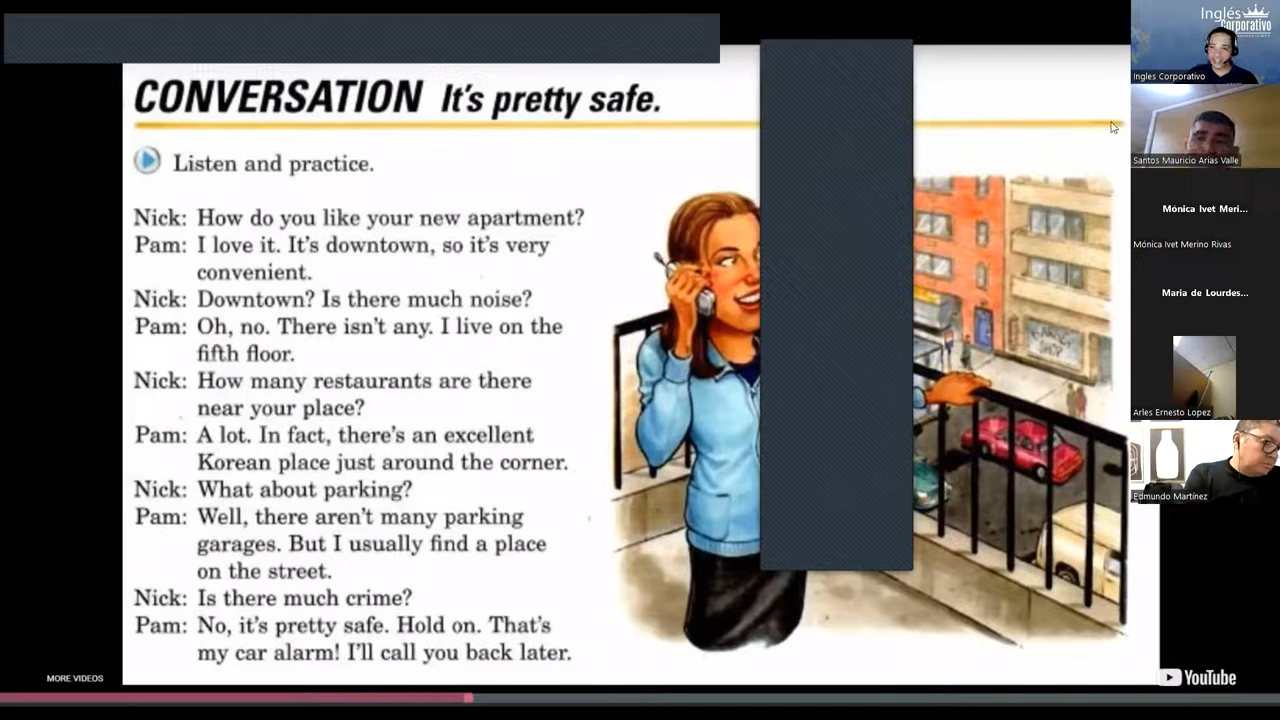 CONVERSATION It's pretty safe.
Listen and practice.
Nick: How do you like your new apartment?
Pam: I love it. It's downtown, so it's very
convenient.
Nick: Downtown? Is there much noise?
Pam: Oh, no. There isn't any. I live on the
fifth floor.
Nick: How many restaurants are there
near your place?
Pam: A lot. In fact, there's an excellent
Korean place just around the corner.
Nick: What about parking?
Pam: Well, there aren't many parking
garages. But I usually find a place
on the street.
Nick: Is there much crime?
Pam: No, it's pretty safe. Hold on. That's
my car alarm! I'll call you back later.
MORE VIDEOS
YouTube
Inglés
Corporativo
Ingles Corporativo
Santos Mauricio Arias Valle
Mónica Ivet Meri...
Mónica Ivet Merino Rivas
Maria de Lourdes...
Arles Ernesto Lopez
Edmundo Martínez